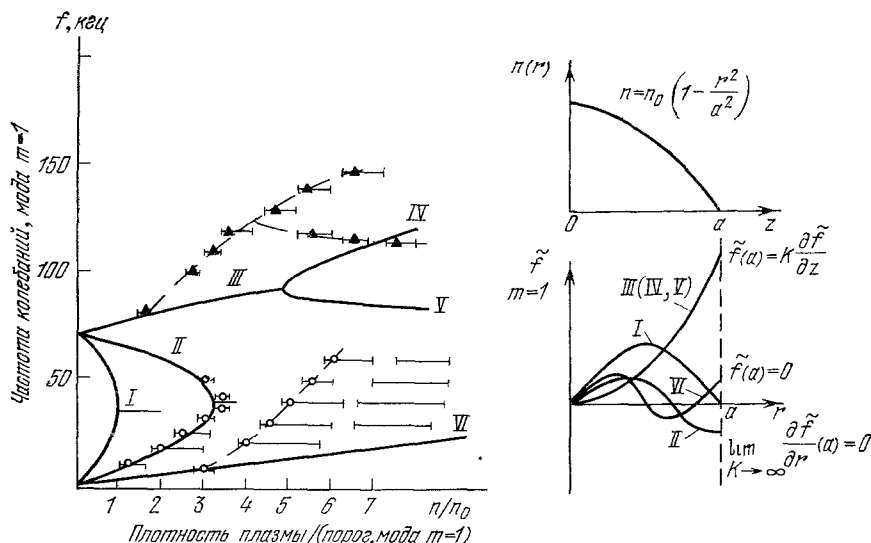 f, кгц
Частота колебаний, мода m=1
150
100
50
I
II
III
IV
V
VI
1 2 3 4 5 6 7 n/n₀
Плотность плазмы/(порог, мода m=1)
n(r)
n=n₀(1-r²/a²)
0 a z
f̃
m=1
f̃(a)=K ∂f̃/∂z
III(IV, V)
I
f̃(a)=0
VI
a r
II
lim K→∞ ∂f̃/∂r (a)=0